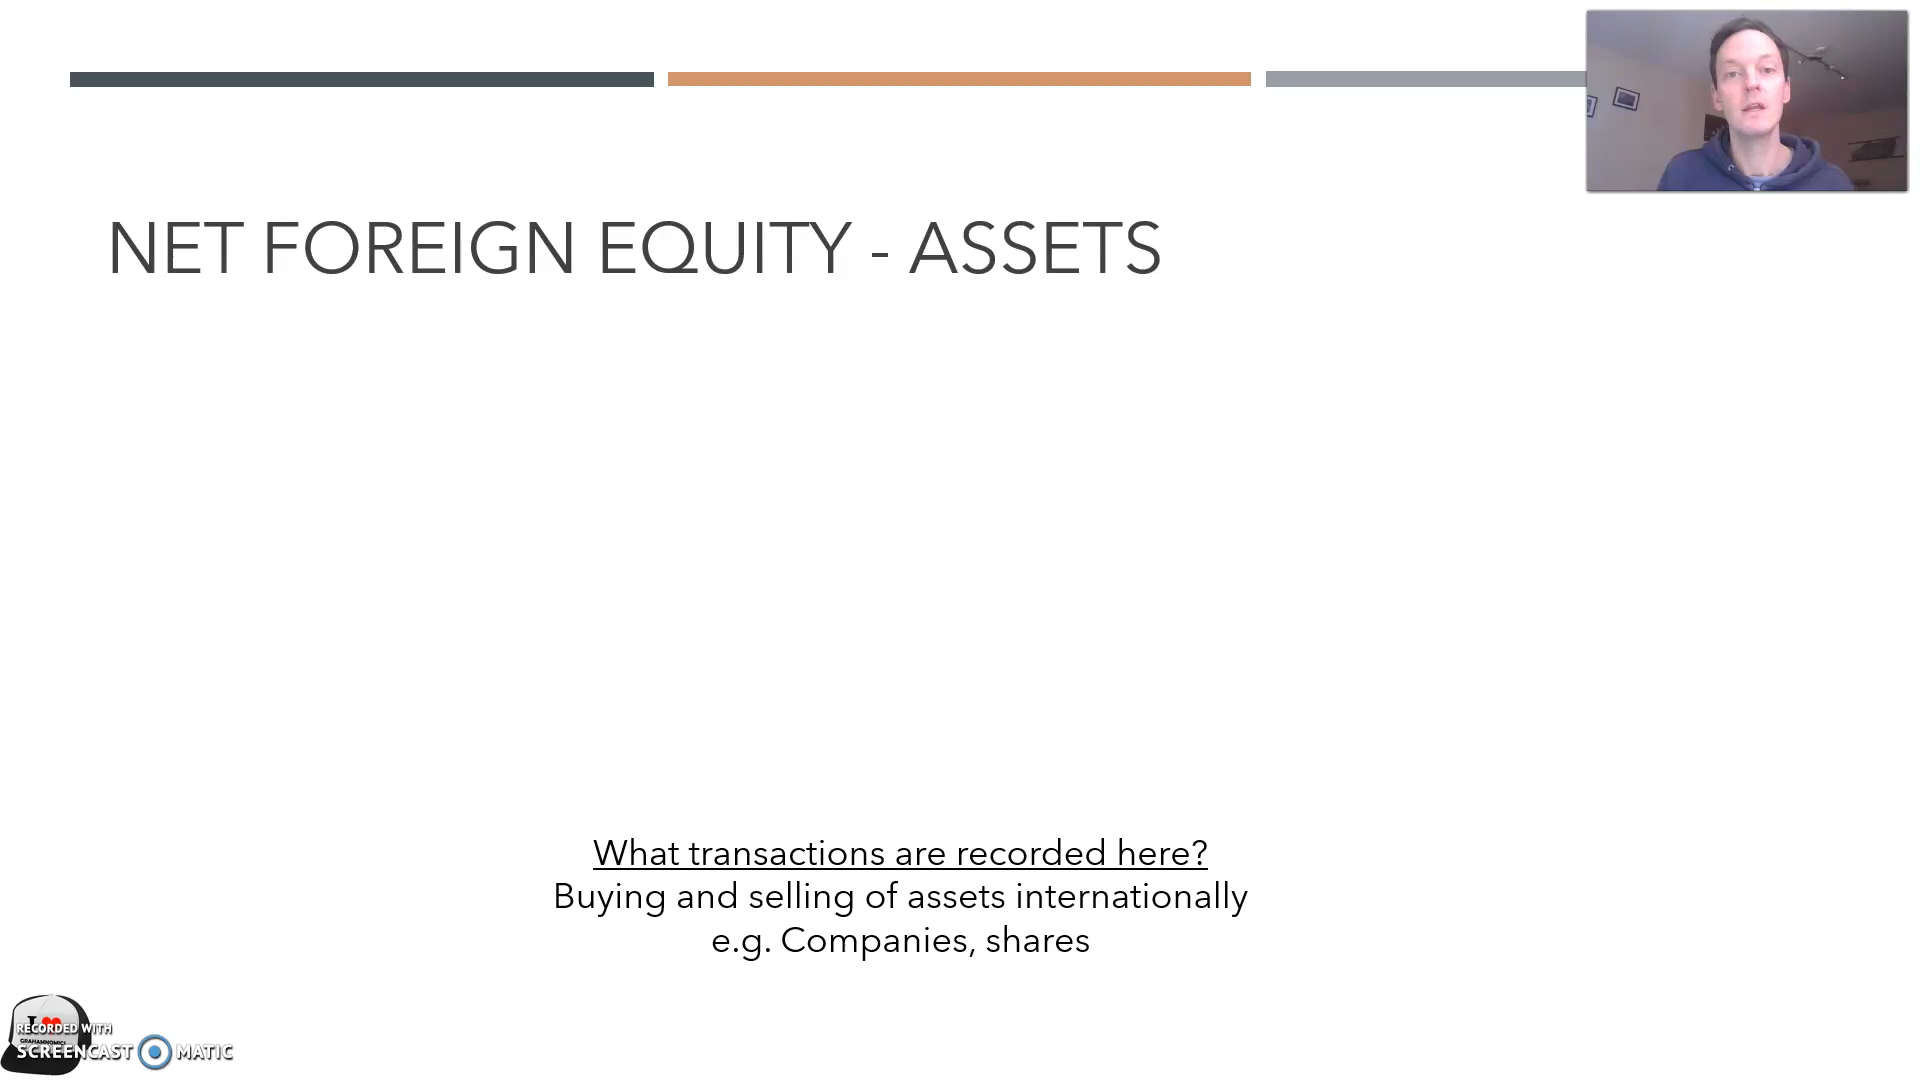 NET FOREIGN EQUITY - ASSETS
What transactions are recorded here?
Buying and selling of assets internationally
e.g. Companies, shares
I
RECORDED WITH
GRAHAMNOMICS
SCREENCAST MATIC